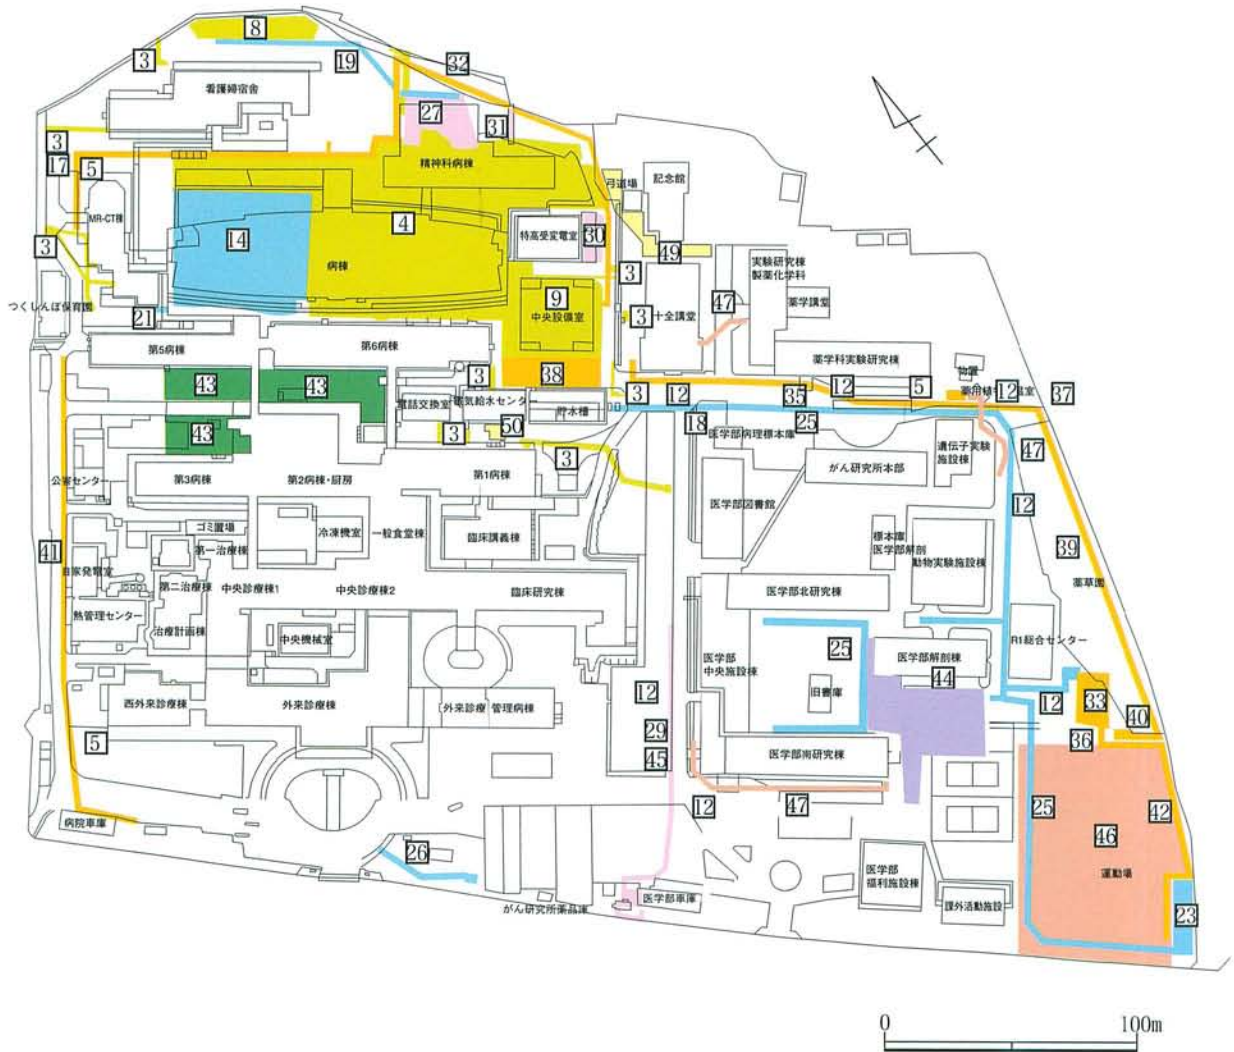 8
3
19
32
看護婦宿舎
27
31
3
17
5
精神科病棟
弓道場
記念館
MR-CT棟
14
4
特高受変電室
30
49
3
病棟
3
実験研究棟
製薬化学科
9
中央設備室
3
十全講堂
47
薬学講堂
つくしんぼ保育園
21
第5病棟
第6病棟
薬学科実験研究棟
43
43
3
38
3
12
35
12
5
物置
12
37
電話交換室
貯水槽
43
3
50
18
医学部病理標本庫
25
47
3
がん研究所本部
遺伝子実験
施設棟
公害センター
第3病棟
第2病棟・厨房
第1病棟
医学部図書館
12
ゴミ置場
冷凍機室
一般食堂棟
臨床講義棟
標本庫
医学部解剖
動物実験施設棟
39
41
自家発電室
第一治療棟
薬草園
第二治療棟
中央診療棟1
中央診療棟2
臨床研究棟
医学部北研究棟
熱管理センター
治療計画棟
中央機械室
R1総合センター
医学部
中央施設棟
25
医学部解剖棟
44
12
旧書庫
12
33
西外来診療棟
外来診療棟
外来診療・管理病棟
29
40
5
45
医学部南研究棟
36
12
47
25
46
42
病院車庫
26
運動場
医学部
福利施設棟
がん研究所薬品庫
医学部車庫
課外活動施設
23
0
100m